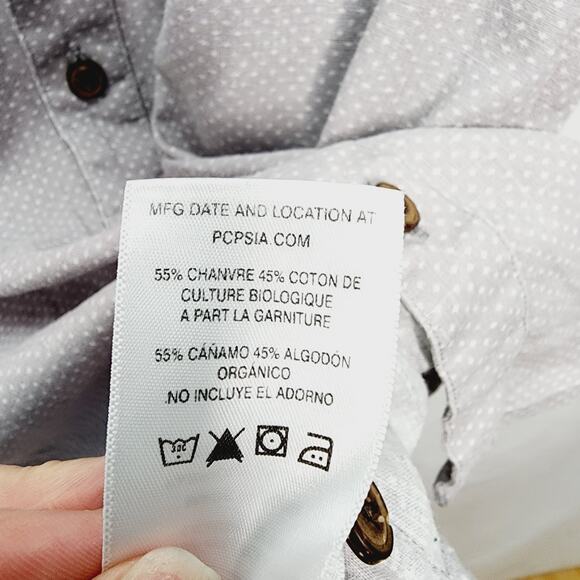 MFG DATE AND LOCATION AT
PCPSIA.COM
55% CHANVRE 45% COTON DE
CULTURE BIOLOGIQUE
A PART LA GARNITURE
55% CÁÑAMO 45% ALGODÓN
ORGÁNICO
NO INCLUYE EL ADORNO
30C